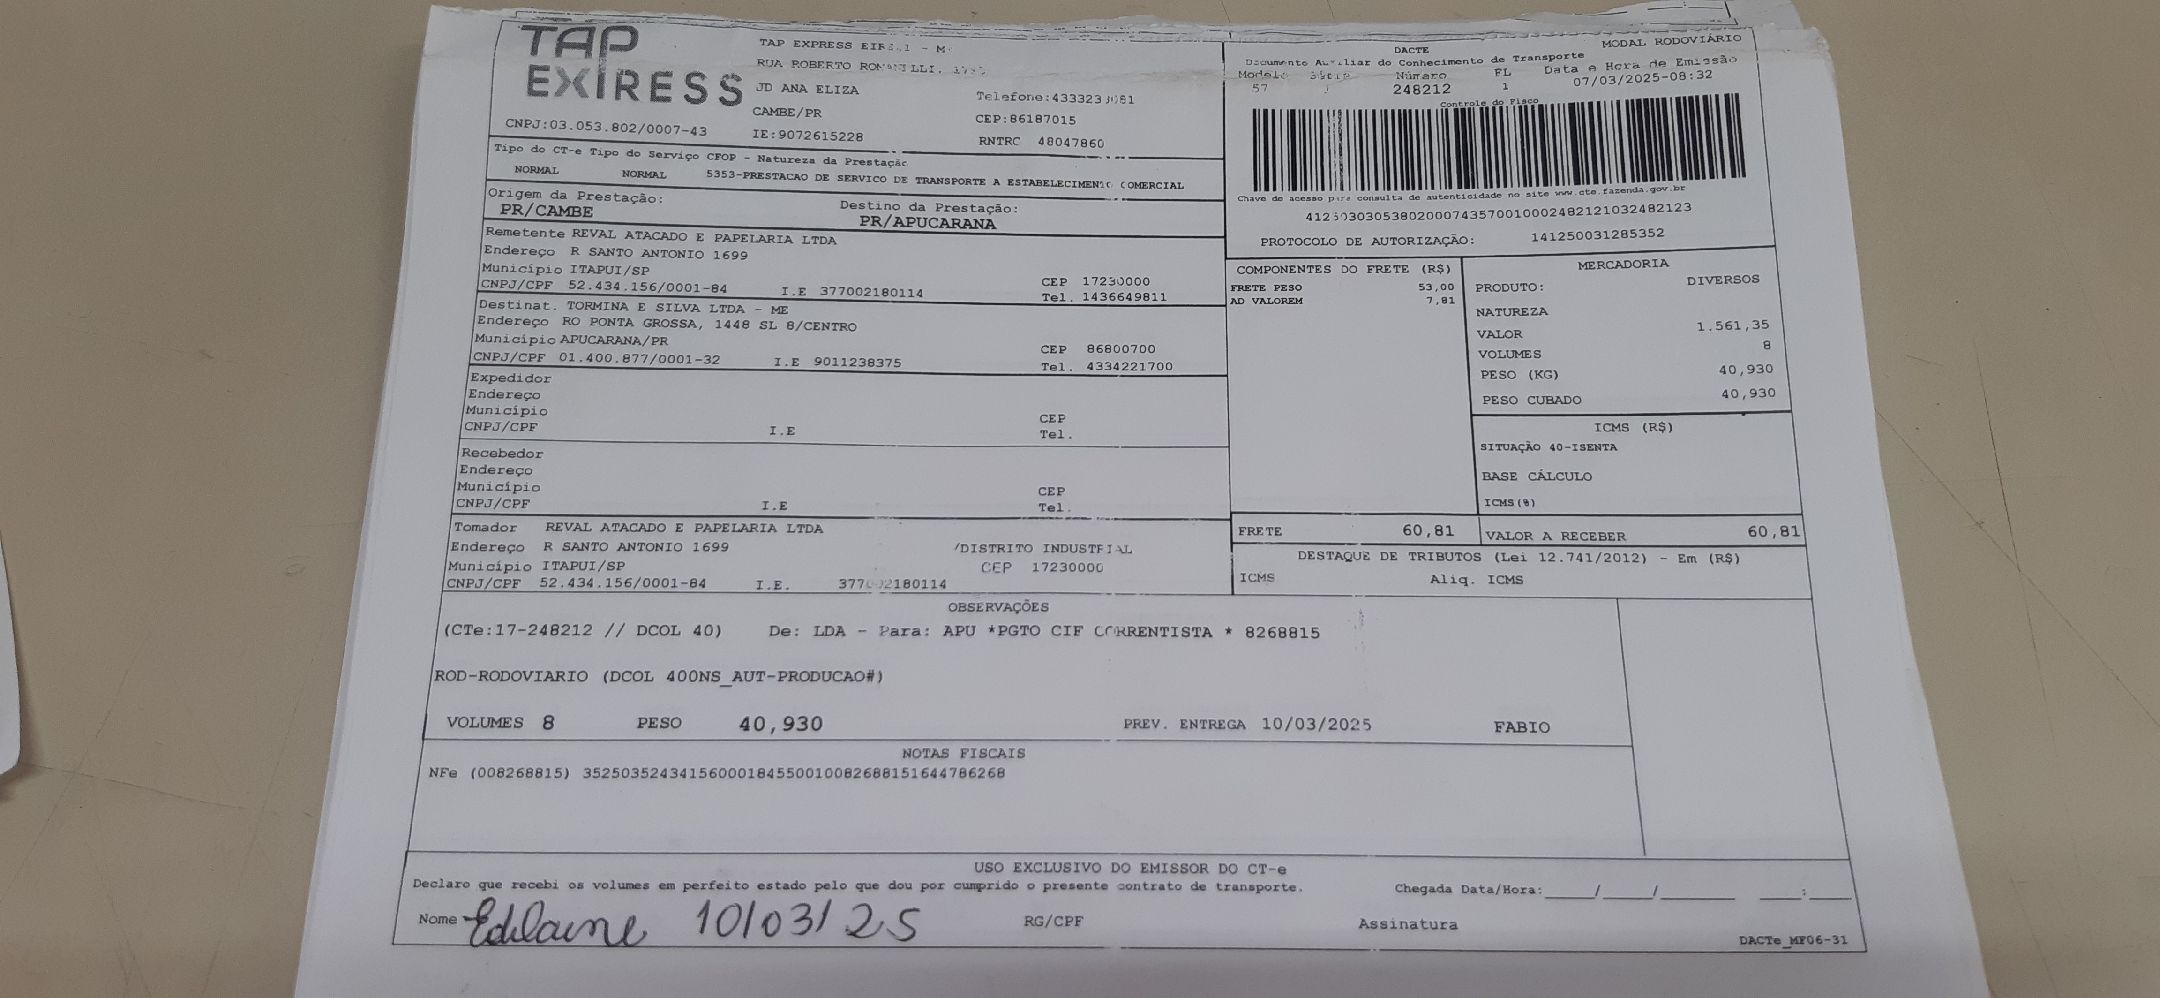 TAP
EXPRESS
TAP EXPRESS
RUA ROBERTO
JD ANA ELIZA
CAMBE/PR
Telefone:
CEP:86187015
CNPJ:03.053.802/0007-43
IE:9072615228
RNTRC 48047860
DACTE
MODAL RODOVIÁRIO
Documento Auxiliar do Conhecimento de Transporte
Modelo Série Número FL Data e Hora de Emissão
57 248212 1 07/03/2025-08:32
Controle do Fisco
Chave de acesso para consulta de autenticidade no site www.cte.fazenda.gov.br
41250303053802000743570010002482121032482123
PROTOCOLO DE AUTORIZAÇÃO: 141250031285352
Tipo do CT-e Tipo do Serviço CFOP - Natureza da Prestação
NORMAL NORMAL 5353-PRESTACAO DE SERVICO DE TRANSPORTE A ESTABELECIMENTO COMERCIAL
Origem da Prestação:
PR/CAMBE
Destino da Prestação:
PR/APUCARANA
Remetente REVAL ATACADO E PAPELARIA LTDA
Endereço R SANTO ANTONIO 1699
Município ITAPUI/SP CEP 17230000
CNPJ/CPF 52.434.156/0001-84 I.E 377002180114 Tel. 1436649811
Destinat. TORMINA E SILVA LTDA - ME
Endereço RO PONTA GROSSA, 1448 SL 8/CENTRO
Município APUCARANA/PR CEP 86800700
CNPJ/CPF 01.400.877/0001-32 I.E 9011238375 Tel. 4334221700
Expedidor
Endereço
Município CEP
CNPJ/CPF I.E Tel.
Recebedor
Endereço
Município CEP
CNPJ/CPF I.E Tel.
Tomador REVAL ATACADO E PAPELARIA LTDA
Endereço R SANTO ANTONIO 1699 /DISTRITO INDUSTRIAL
Município ITAPUI/SP CEP 17230000
CNPJ/CPF 52.434.156/0001-84 I.E. 377002180114
COMPONENTES DO FRETE (R$)
FRETE PESO 53,00
AD VALOREM 7,81
MERCADORIA
PRODUTO: DIVERSOS
NATUREZA
VALOR 1.561,35
VOLUMES 8
PESO (KG) 40,930
PESO CUBADO 40,930
ICMS (R$)
SITUAÇÃO 40-ISENTA
BASE CÁLCULO
ICMS(%)
FRETE 60,81
VALOR A RECEBER 60,81
DESTAQUE DE TRIBUTOS (Lei 12.741/2012) - Em (R$)
ICMS Aliq. ICMS
OBSERVAÇÕES
(CTe:17-248212 // DCOL 40) De: LDA - Para: APU *PGTO CIF CORRENTISTA * 8268815
ROD-RODOVIARIO (DCOL 400NS_AUT-PRODUCAO#)
VOLUMES 8 PESO 40,930 PREV. ENTREGA 10/03/2025 FABIO
NOTAS FISCAIS
NFe (008268815) 35250352434156000184550010082688151644786268
USO EXCLUSIVO DO EMISSOR DO CT-e
Declaro que recebi os volumes em perfeito estado pelo que dou por cumprido o presente contrato de transporte.
Chegada Data/Hora: ____/____/______ ____:____
Nome Edilaine 10/03/25 RG/CPF Assinatura
DACTe_MF06-31